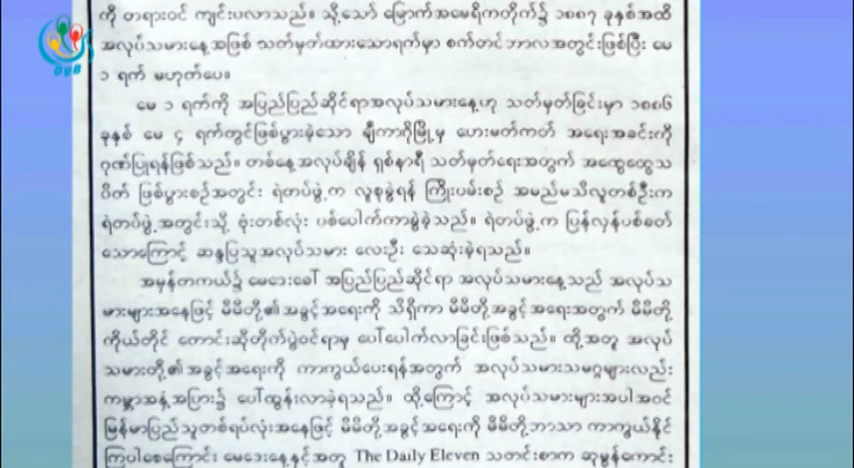 ကို တရားဝင် ကျင်းပလာသည်။ သို့သော် မြောက်အမေရိကတိုက်၌ ၁၈၈၇ ခုနှစ်အထိ
အလုပ်သမားနေ့အဖြစ် သတ်မှတ်ထားသောရက်မှာ စက်တင်ဘာလအတွင်းဖြစ်ပြီး မေ
၁ ရက် မဟုတ်ပေ။
မေ ၁ ရက်ကို အပြည်ပြည်ဆိုင်ရာအလုပ်သမားနေ့ဟု သတ်မှတ်ခြင်းမှာ ၁၈၈၆
ခုနှစ် မေ ၄ ရက်တွင်ဖြစ်ပွားခဲ့သော ချီကာဂိုမြို့မှ ဟေးမတ်ကတ် အရေးအခင်းကို
ဂုဏ်ပြုရန်ဖြစ်သည်။ တစ်နေ့အလုပ်ချိန် ရှစ်နာရီ သတ်မှတ်ရေးအတွက် အထွေထွေသ
ပိတ် ဖြစ်ပွားစဉ်အတွင်း ရဲတပ်ဖွဲ့က လူစုခွဲရန် ကြိုးပမ်းစဉ် အမည်မသိလူတစ်ဦးက
ရဲတပ်ဖွဲ့အတွင်းသို့ ဗုံးတစ်လုံး ပစ်ပေါက်ကာခွဲခဲ့သည်။ ရဲတပ်ဖွဲ့က ပြန်လှန်ပစ်ခတ်
သောကြောင့် ဆန္ဒပြသူအလုပ်သမား လေးဦး သေဆုံးခဲ့ရသည်။
အမှန်တကယ်၌ မေဒေးခေါ် အပြည်ပြည်ဆိုင်ရာ အလုပ်သမားနေ့သည် အလုပ်သ
မားများအနေဖြင့် မိမိတို့၏အခွင့်အရေးကို သိရှိကာ မိမိတို့အခွင့်အရေးအတွက် မိမိတို့
ကိုယ်တိုင် တောင်းဆိုတိုက်ပွဲဝင်ရာမှ ပေါ်ပေါက်လာခြင်းဖြစ်သည်။ ထို့အတူ အလုပ်
သမားတို့၏အခွင့်အရေးကို ကာကွယ်ပေးရန်အတွက် အလုပ်သမားသမဂ္ဂများလည်း
ကမ္ဘာအနှံ့အပြား၌ ပေါ်ထွန်းလာခဲ့ရသည်။ ထို့ကြောင့် အလုပ်သမားများအပါအဝင်
မြန်မာပြည်သူတစ်ရပ်လုံးအနေဖြင့် မိမိတို့အခွင့်အရေးကို မိမိတို့ဘာသာ ကာကွယ်နိုင်
ကြပါစေကြောင်း မေဒေးနေ့နှင့်အတူ The Daily Eleven သတင်းစာက ဆုမွန်ကောင်း
DVB